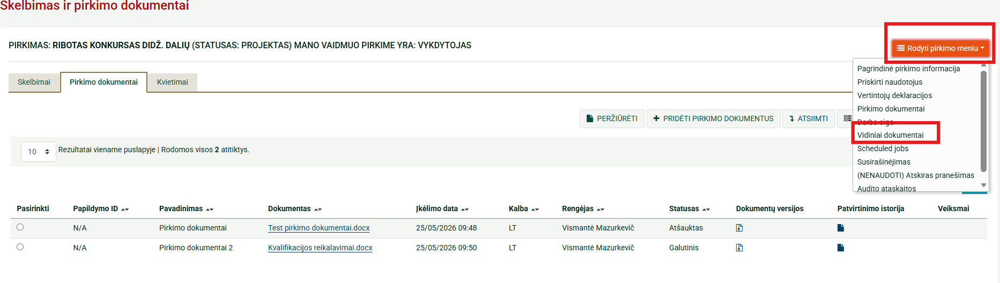 Skelbimas ir pirkimo dokumentai
PIRKIMAS: RIBOTAS KONKURSAS DIDŽ. DALIŲ (STATUSAS: PROJEKTAS) MANO VAIDMUO PIRKIME YRA: VYKDYTOJAS
Rodyti pirkimo meniu
Pagrindinė pirkimo informacija
Priskirti naudotojus
Vertintojų deklaracijos
Pirkimo dokumentai
Darbo eiga
Vidiniai dokumentai
Scheduled jobs
Susirašinėjimas
(NENAUDOTI) Atskiras pranešimas
Audito ataskaitos
Skelbimai Pirkimo dokumentai Kvietimai
PERŽIŪRĖTI PRIDĖTI PIRKIMO DOKUMENTUS ATSIIMTI
10 Rezultatai viename puslapyje | Rodomos visos 2 atitiktys.
Pasirinkti Papildymo ID Pavadinimas Dokumentas Įkėlimo data Kalba Rengėjas Statusas Dokumentų versijos Patvirtinimo istorija Veiksmai
N/A Pirkimo dokumentai Test pirkimo dokumentai.docx 25/05/2026 09:48 LT Vismantė Mazurkevič Atšauktas
N/A Pirkimo dokumentai 2 Kvalifikacijos reikalavimai.docx 25/05/2026 09:50 LT Vismantė Mazurkevič Galutinis